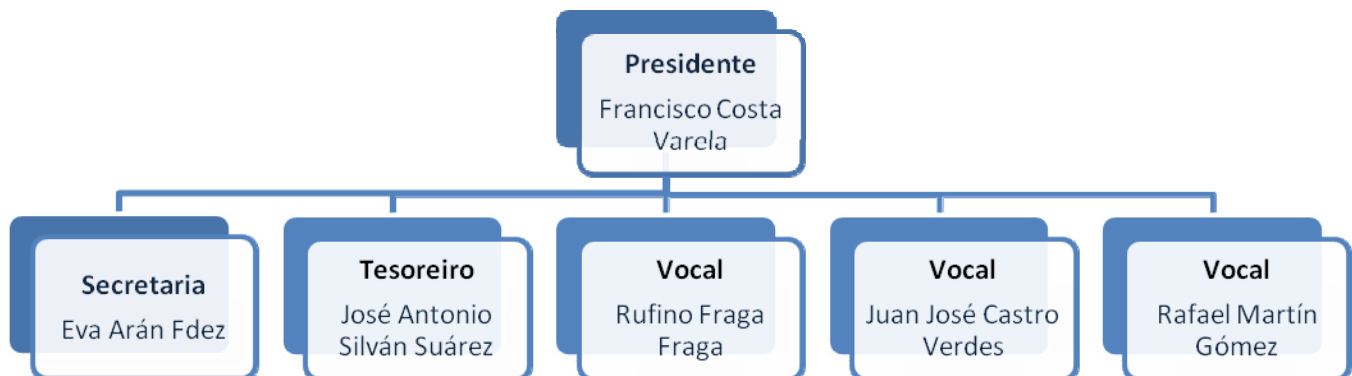 Presidente
Francisco Costa
Varela
Secretaria
Eva Arán Fdez
Tesoreiro
José Antonio
Silván Suárez
Vocal
Rufino Fraga
Fraga
Vocal
Juan José Castro
Verdes
Vocal
Rafael Martín
Gómez